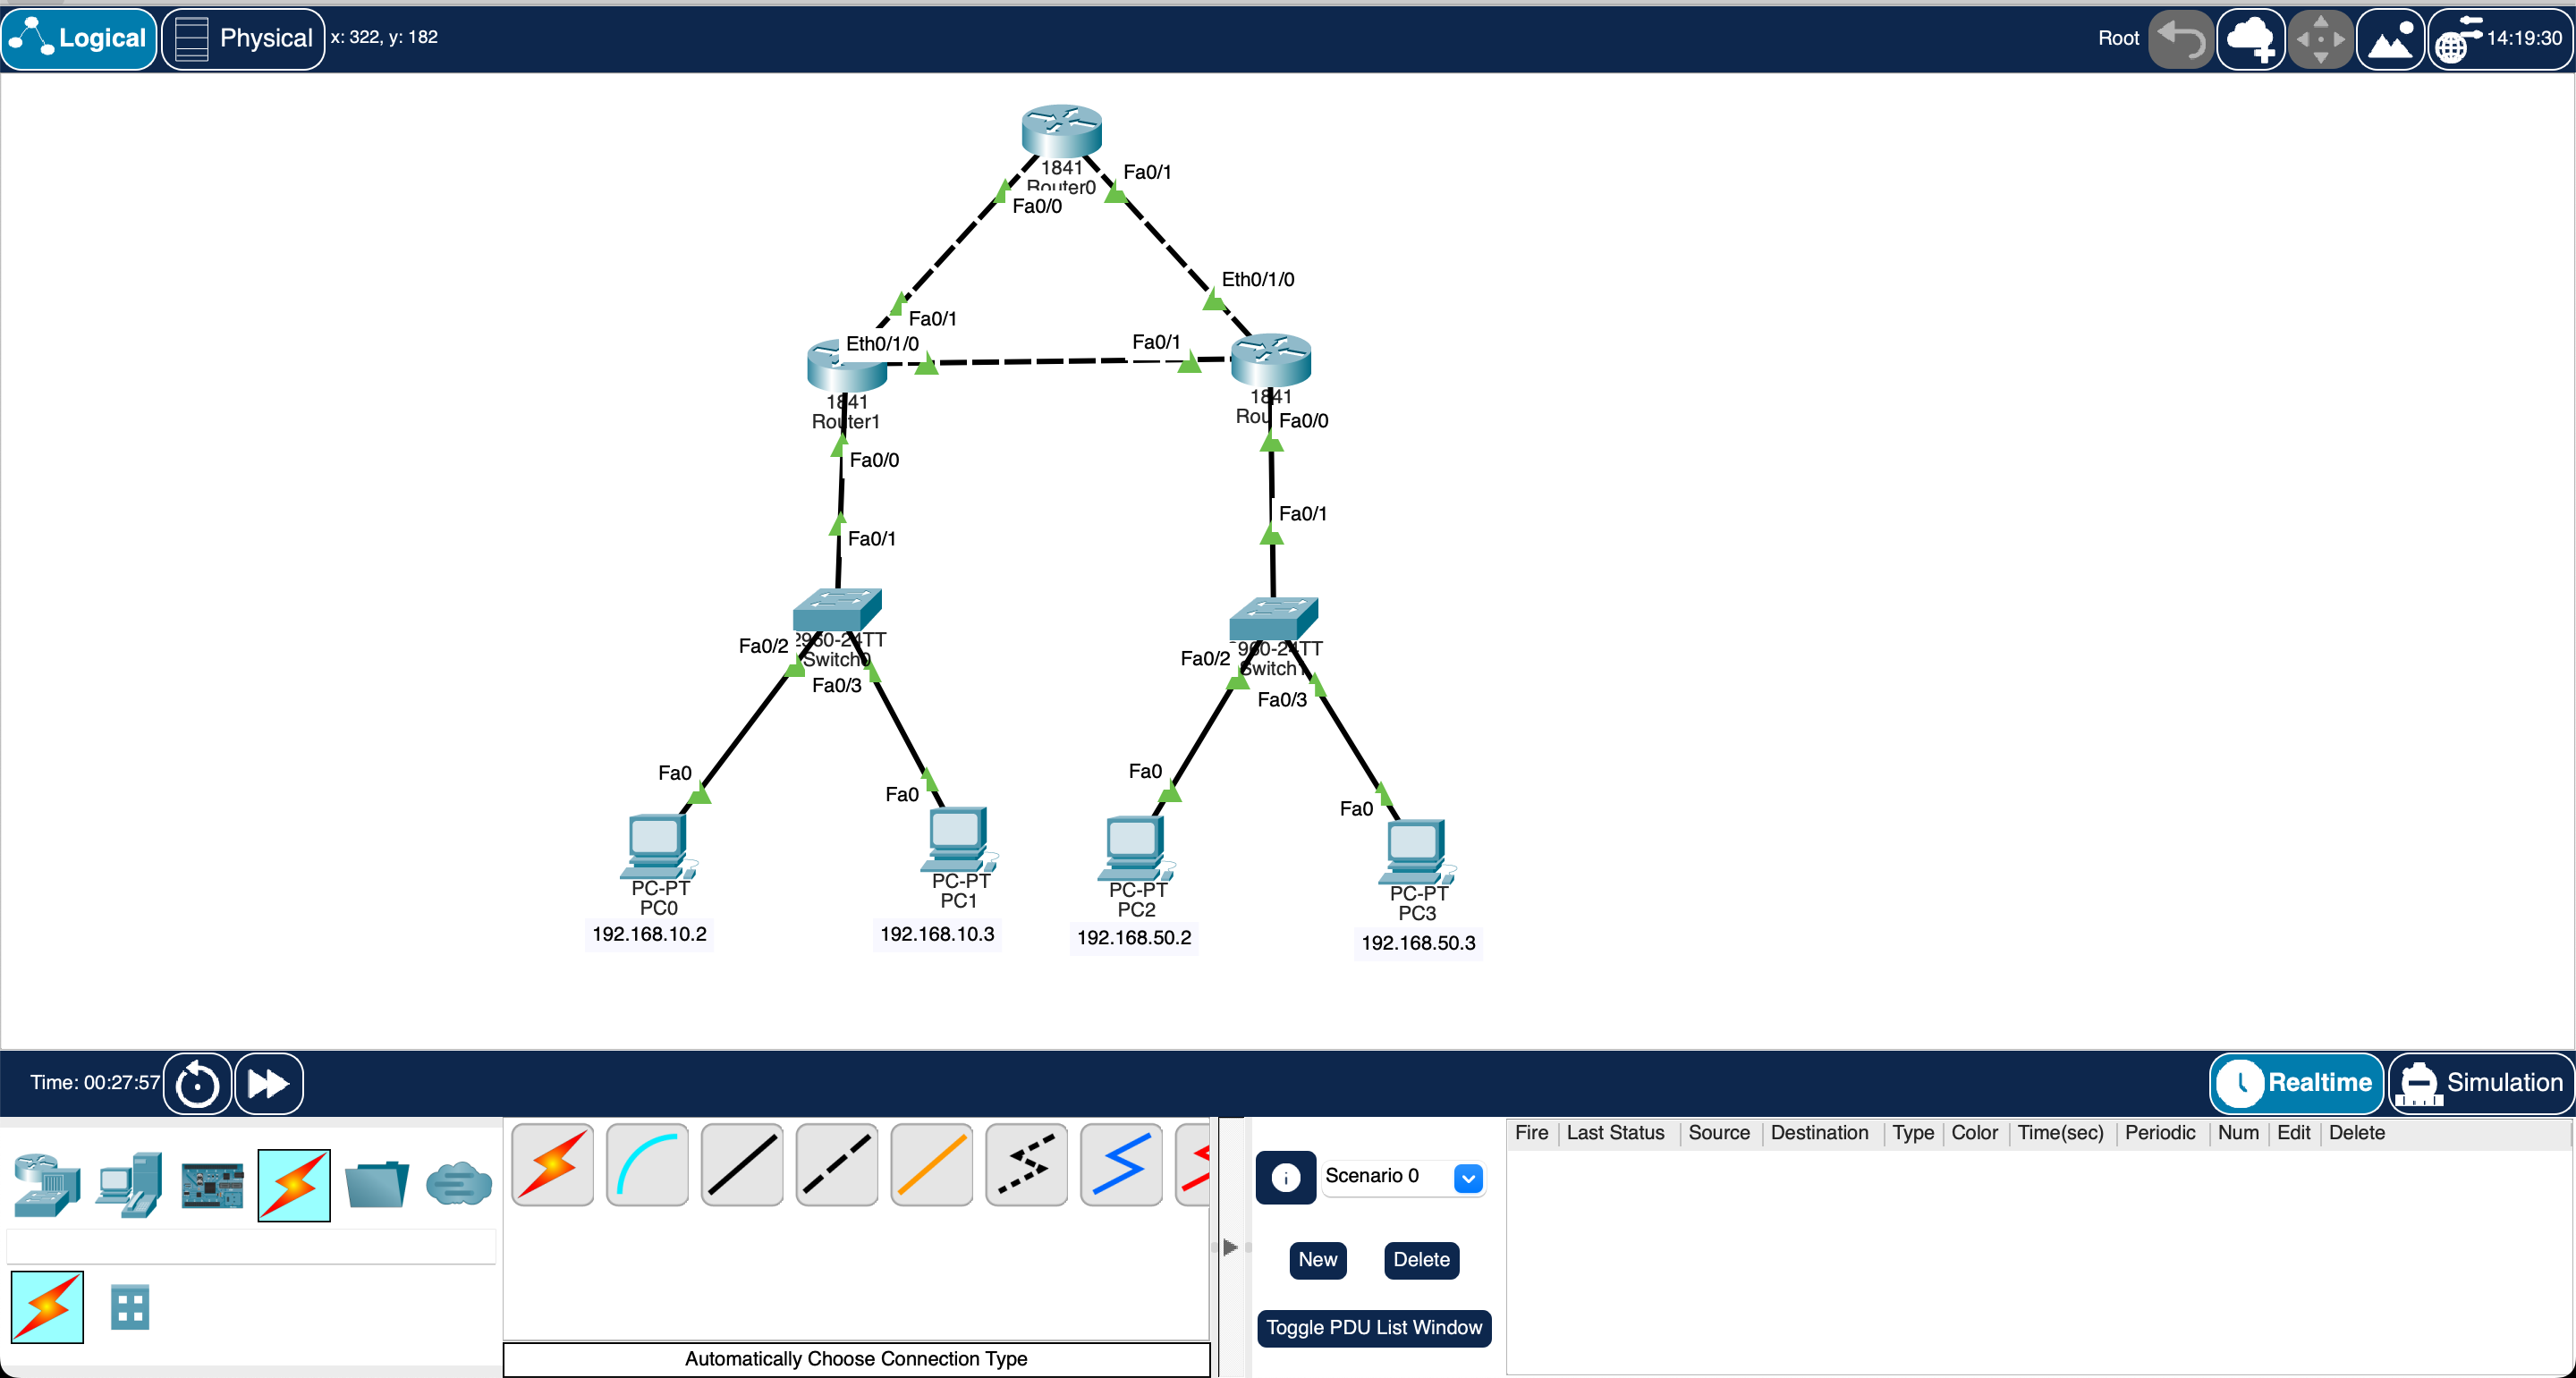 Logical Physical x: 322, y: 182 Root 14:19:30
1841
Router0
Fa0/1
Fa0/0
Eth0/1/0
Fa0/1
Eth0/1/0
Fa0/1
1841
Router1
1841
Rou
Fa0/0
Fa0/0
Fa0/1
Fa0/1
2960-24TT
Switch0
Fa0/2
Fa0/3
960-24TT
Switch1
Fa0/2
Fa0/3
Fa0
Fa0
Fa0
Fa0
PC-PT
PC0
192.168.10.2
PC-PT
PC1
192.168.10.3
PC-PT
PC2
192.168.50.2
PC-PT
PC3
192.168.50.3
Time: 00:27:57 Realtime Simulation
Fire Last Status Source Destination Type Color Time(sec) Periodic Num Edit Delete
Scenario 0
New Delete
Toggle PDU List Window
Automatically Choose Connection Type